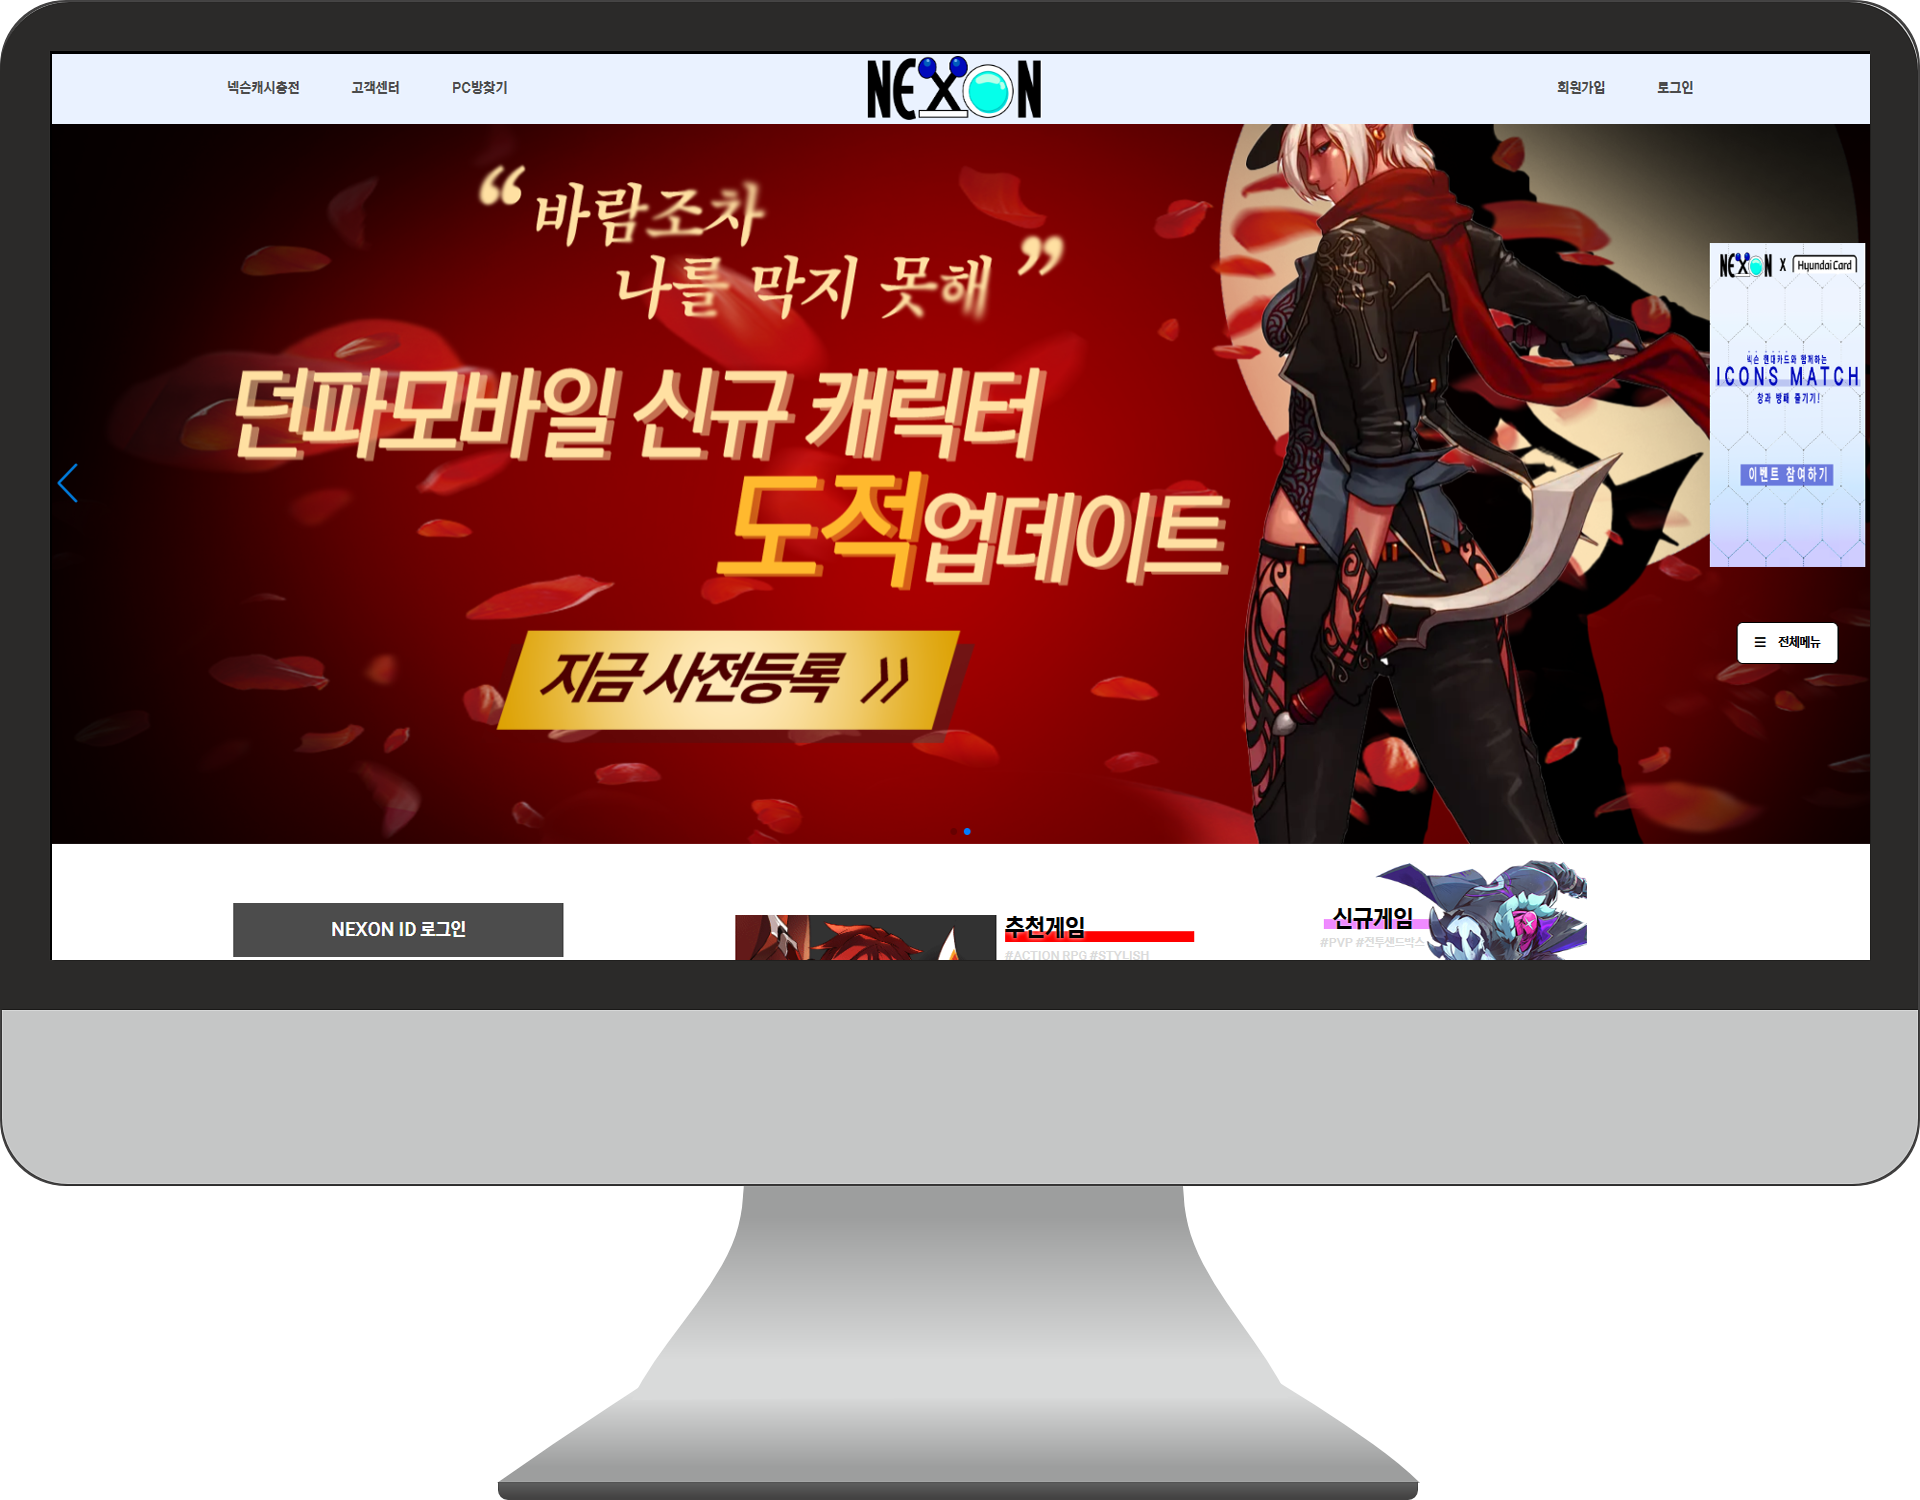 넥슨캐시충전 고객센터 PC방찾기 NEXON 회원가입 로그인
“바람조차
나를 막지 못해”
던파모바일 신규 캐릭터
도적업데이트
지금 사전등록 》
NEXON X Hyundai Card
넥슨 현대카드와 함께하는
ICONS MATCH
창과 방패 즐기기!
이벤트 참여하기
☰ 전체메뉴
NEXON ID 로그인
추천게임
#ACTION RPG #STYLISH
신규게임
#PVP #전투샌드박스